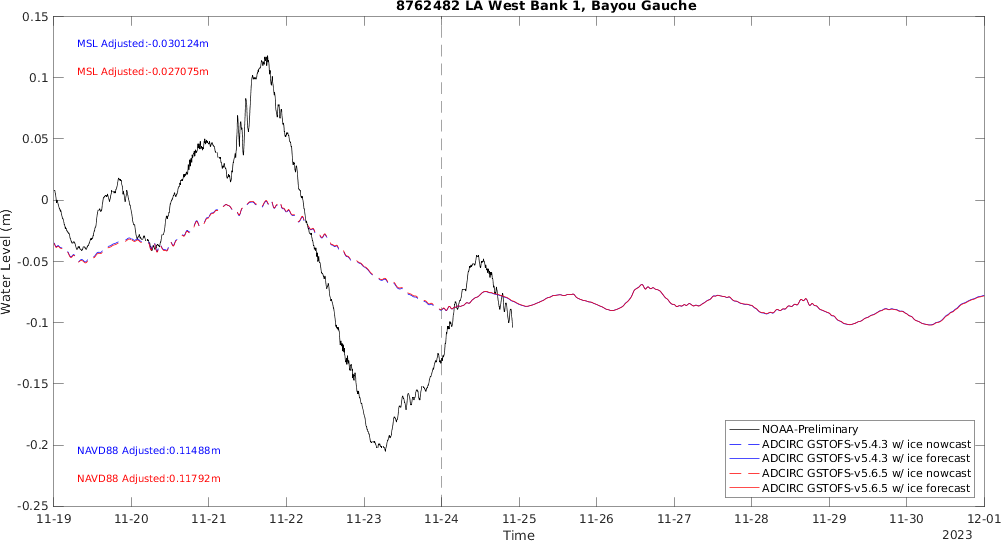 8762482 LA West Bank 1, Bayou Gauche
0.15
0.1
0.05
0
-0.05
-0.1
-0.15
-0.2
-0.25
Water Level (m)
MSL Adjusted:-0.030124m
MSL Adjusted:-0.027075m
NAVD88 Adjusted:0.11488m
NAVD88 Adjusted:0.11792m
NOAA-Preliminary
ADCIRC GSTOFS-v5.4.3 w/ ice nowcast
ADCIRC GSTOFS-v5.4.3 w/ ice forecast
ADCIRC GSTOFS-v5.6.5 w/ ice nowcast
ADCIRC GSTOFS-v5.6.5 w/ ice forecast
11-19 11-20 11-21 11-22 11-23 11-24 11-25 11-26 11-27 11-28 11-29 11-30 12-01
Time
2023